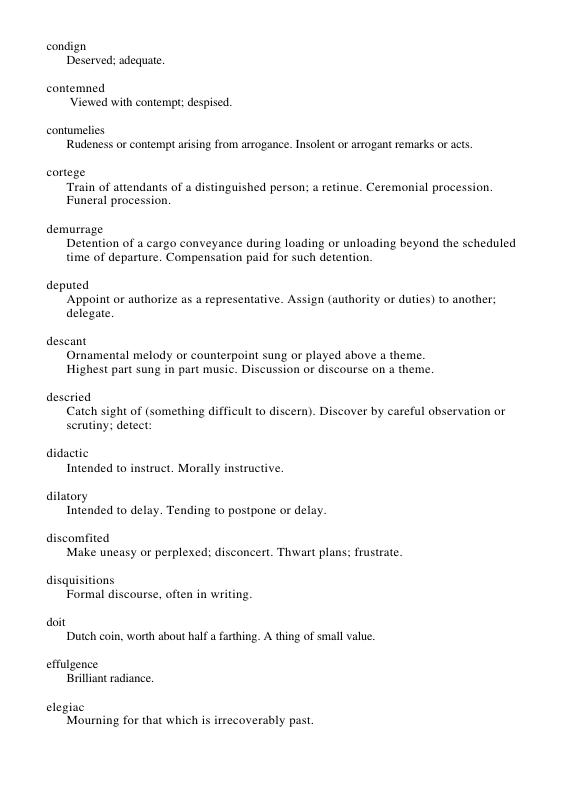 condign
Deserved; adequate.
contemned
Viewed with contempt; despised.
contumelies
Rudeness or contempt arising from arrogance. Insolent or arrogant remarks or acts.
cortege
Train of attendants of a distinguished person; a retinue. Ceremonial procession.
Funeral procession.
demurrage
Detention of a cargo conveyance during loading or unloading beyond the scheduled
time of departure. Compensation paid for such detention.
deputed
Appoint or authorize as a representative. Assign (authority or duties) to another;
delegate.
descant
Ornamental melody or counterpoint sung or played above a theme.
Highest part sung in part music. Discussion or discourse on a theme.
descried
Catch sight of (something difficult to discern). Discover by careful observation or
scrutiny; detect:
didactic
Intended to instruct. Morally instructive.
dilatory
Intended to delay. Tending to postpone or delay.
discomfited
Make uneasy or perplexed; disconcert. Thwart plans; frustrate.
disquisitions
Formal discourse, often in writing.
doit
Dutch coin, worth about half a farthing. A thing of small value.
effulgence
Brilliant radiance.
elegiac
Mourning for that which is irrecoverably past.